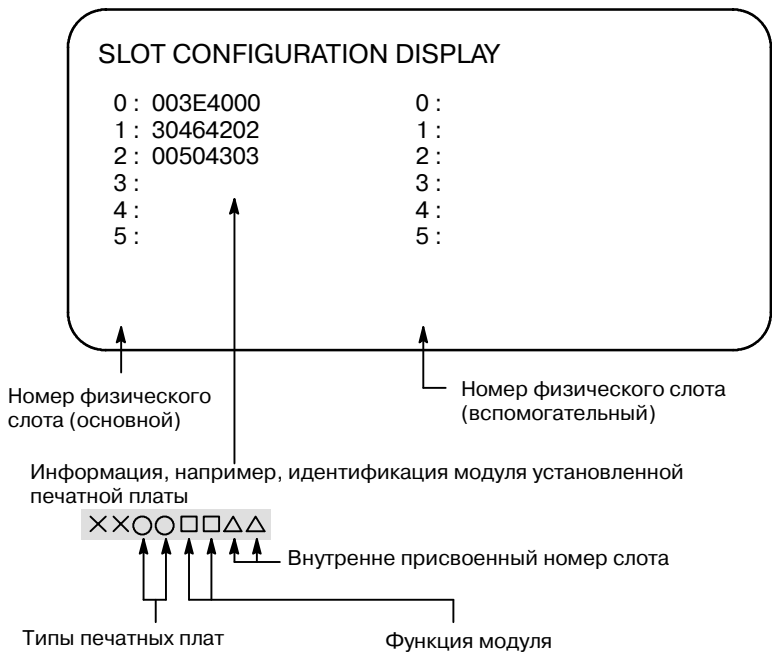 SLOT CONFIGURATION DISPLAY
0 : 003E4000 0 :
1 : 30464202 1 :
2 : 00504303 2 :
3 : 3 :
4 : 4 :
5 : 5 :
Номер физического
слота (основной)
Номер физического слота
(вспомогательный)
Информация, например, идентификация модуля установленной
печатной платы
××○○□□△△
Внутренне присвоенный номер слота
Типы печатных плат
Функция модуля